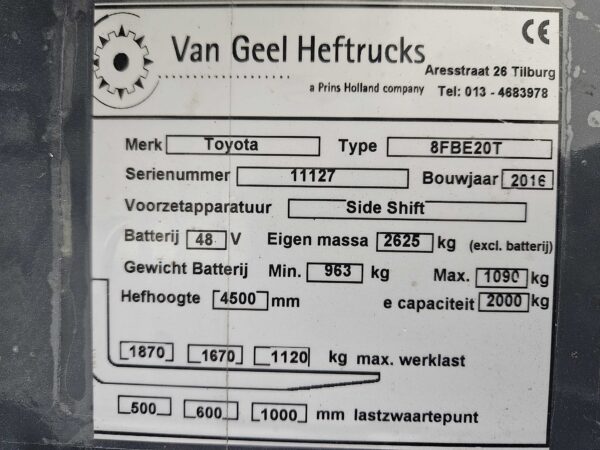 Van Geel Heftrucks
CE
Aresstraat 26 Tilburg
a Prins Holland company Tel: 013 - 4683978
Merk Toyota Type 8FBE20T
Serienummer 11127 Bouwjaar 2016
Voorzetapparatuur Side Shift
Batterij 48 V Eigen massa 2625 kg (excl. batterij)
Gewicht Batterij Min. 963 kg Max. 1090 kg
Hefhoogte 4500 mm e capaciteit 2000 kg
1870 1670 1120 kg max. werklast
500 600 1000 mm lastzwaartepunt